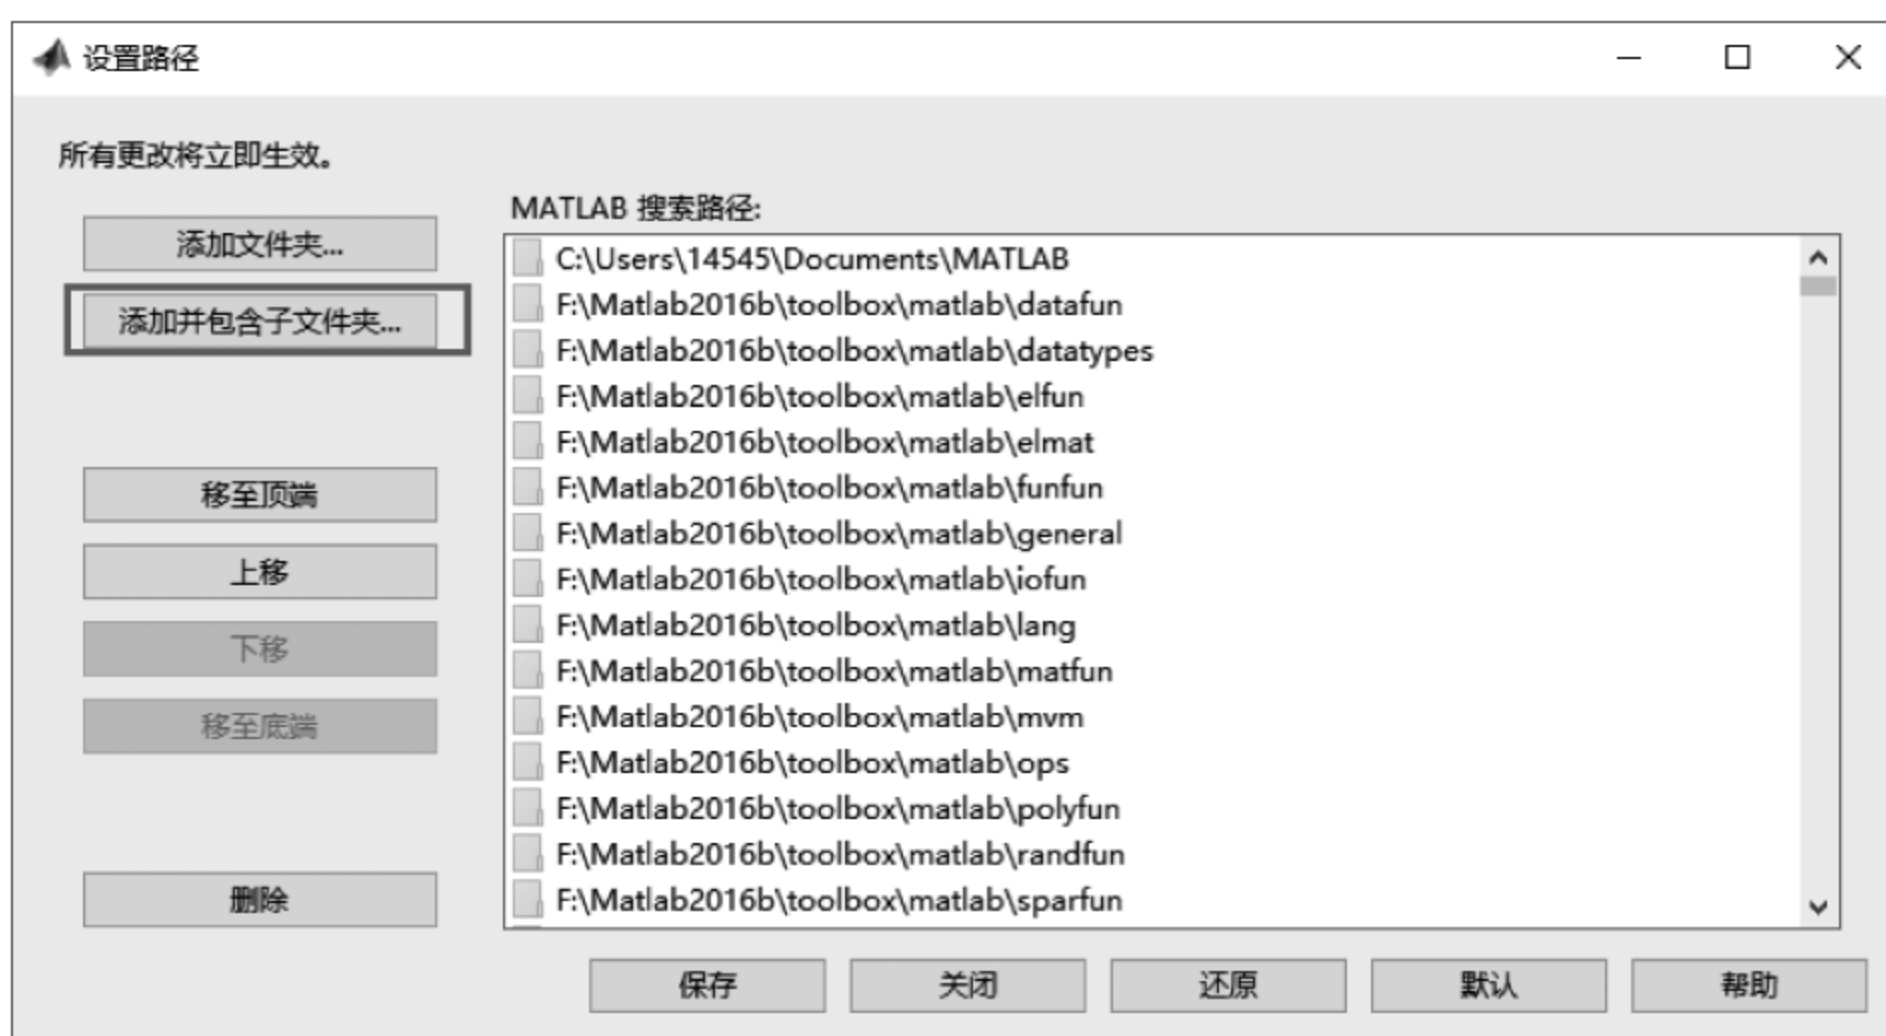 设置路径
所有更改将立即生效。
MATLAB 搜索路径:
添加文件夹...
添加并包含子文件夹...
移至顶端
上移
下移
移至底端
删除
C:\Users\14545\Documents\MATLAB
F:\Matlab2016b\toolbox\matlab\datafun
F:\Matlab2016b\toolbox\matlab\datatypes
F:\Matlab2016b\toolbox\matlab\elfun
F:\Matlab2016b\toolbox\matlab\elmat
F:\Matlab2016b\toolbox\matlab\funfun
F:\Matlab2016b\toolbox\matlab\general
F:\Matlab2016b\toolbox\matlab\iofun
F:\Matlab2016b\toolbox\matlab\lang
F:\Matlab2016b\toolbox\matlab\matfun
F:\Matlab2016b\toolbox\matlab\mvm
F:\Matlab2016b\toolbox\matlab\ops
F:\Matlab2016b\toolbox\matlab\polyfun
F:\Matlab2016b\toolbox\matlab\randfun
F:\Matlab2016b\toolbox\matlab\sparfun
保存
关闭
还原
默认
帮助